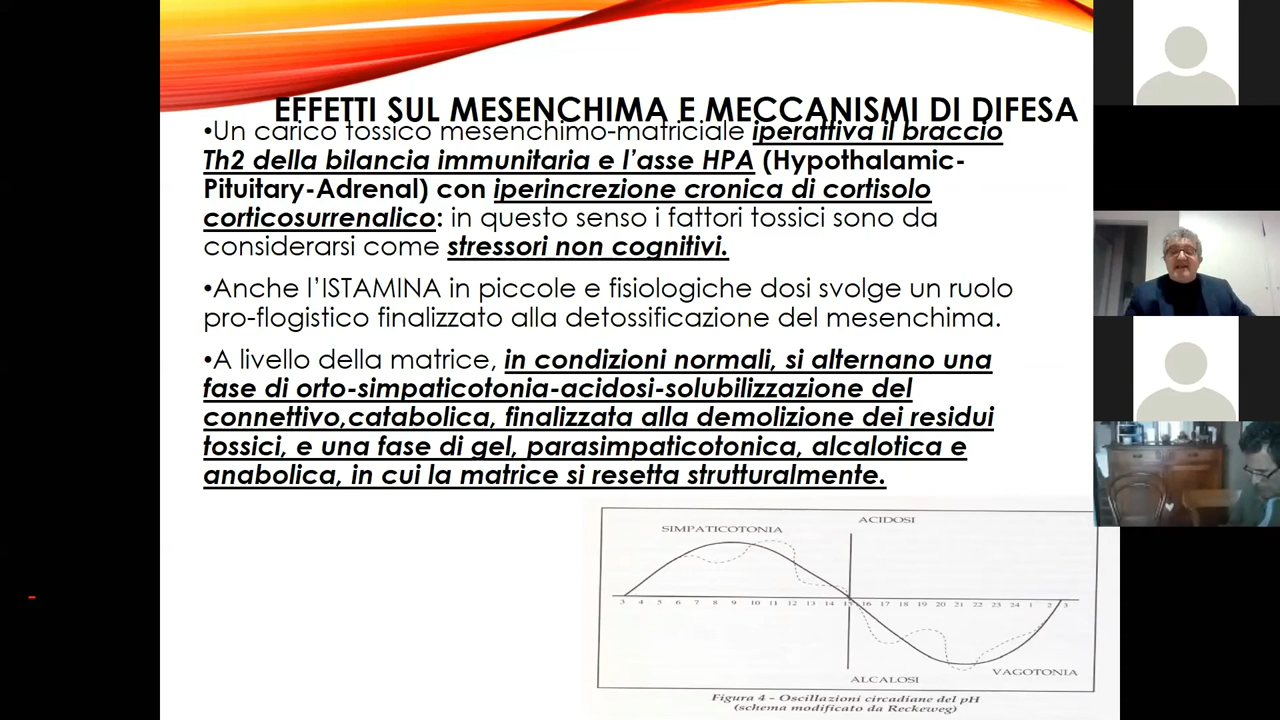 EFFETTI SUL MESENCHIMA E MECCANISMI DI DIFESA
•Un carico tossico mesenchimo-matriciale iperattiva il braccio
Th2 della bilancia immunitaria e l'asse HPA (Hypothalamic-
Pituitary-Adrenal) con iperincrezione cronica di cortisolo
corticosurrenalico: in questo senso i fattori tossici sono da
considerarsi come stressori non cognitivi.
•Anche l'ISTAMINA in piccole e fisiologiche dosi svolge un ruolo
pro-flogistico finalizzato alla detossificazione del mesenchima.
•A livello della matrice, in condizioni normali, si alternano una
fase di orto-simpaticotonia-acidosi-solubilizzazione del
connettivo,catabolica, finalizzata alla demolizione dei residui
tossici, e una fase di gel, parasimpaticotonica, alcalotica e
anabolica, in cui la matrice si resetta strutturalmente.
ACIDOSI
SIMPATICOTONIA
3 4 5 6 7 8 9 10 11 12 13 14 15 16 17 18 19 20 21 22 23 24 1 2 3
VAGOTONIA
ALCALOSI
Figura 4 - Oscillazioni circadiane del pH
(schema modificato da Reckeweg)